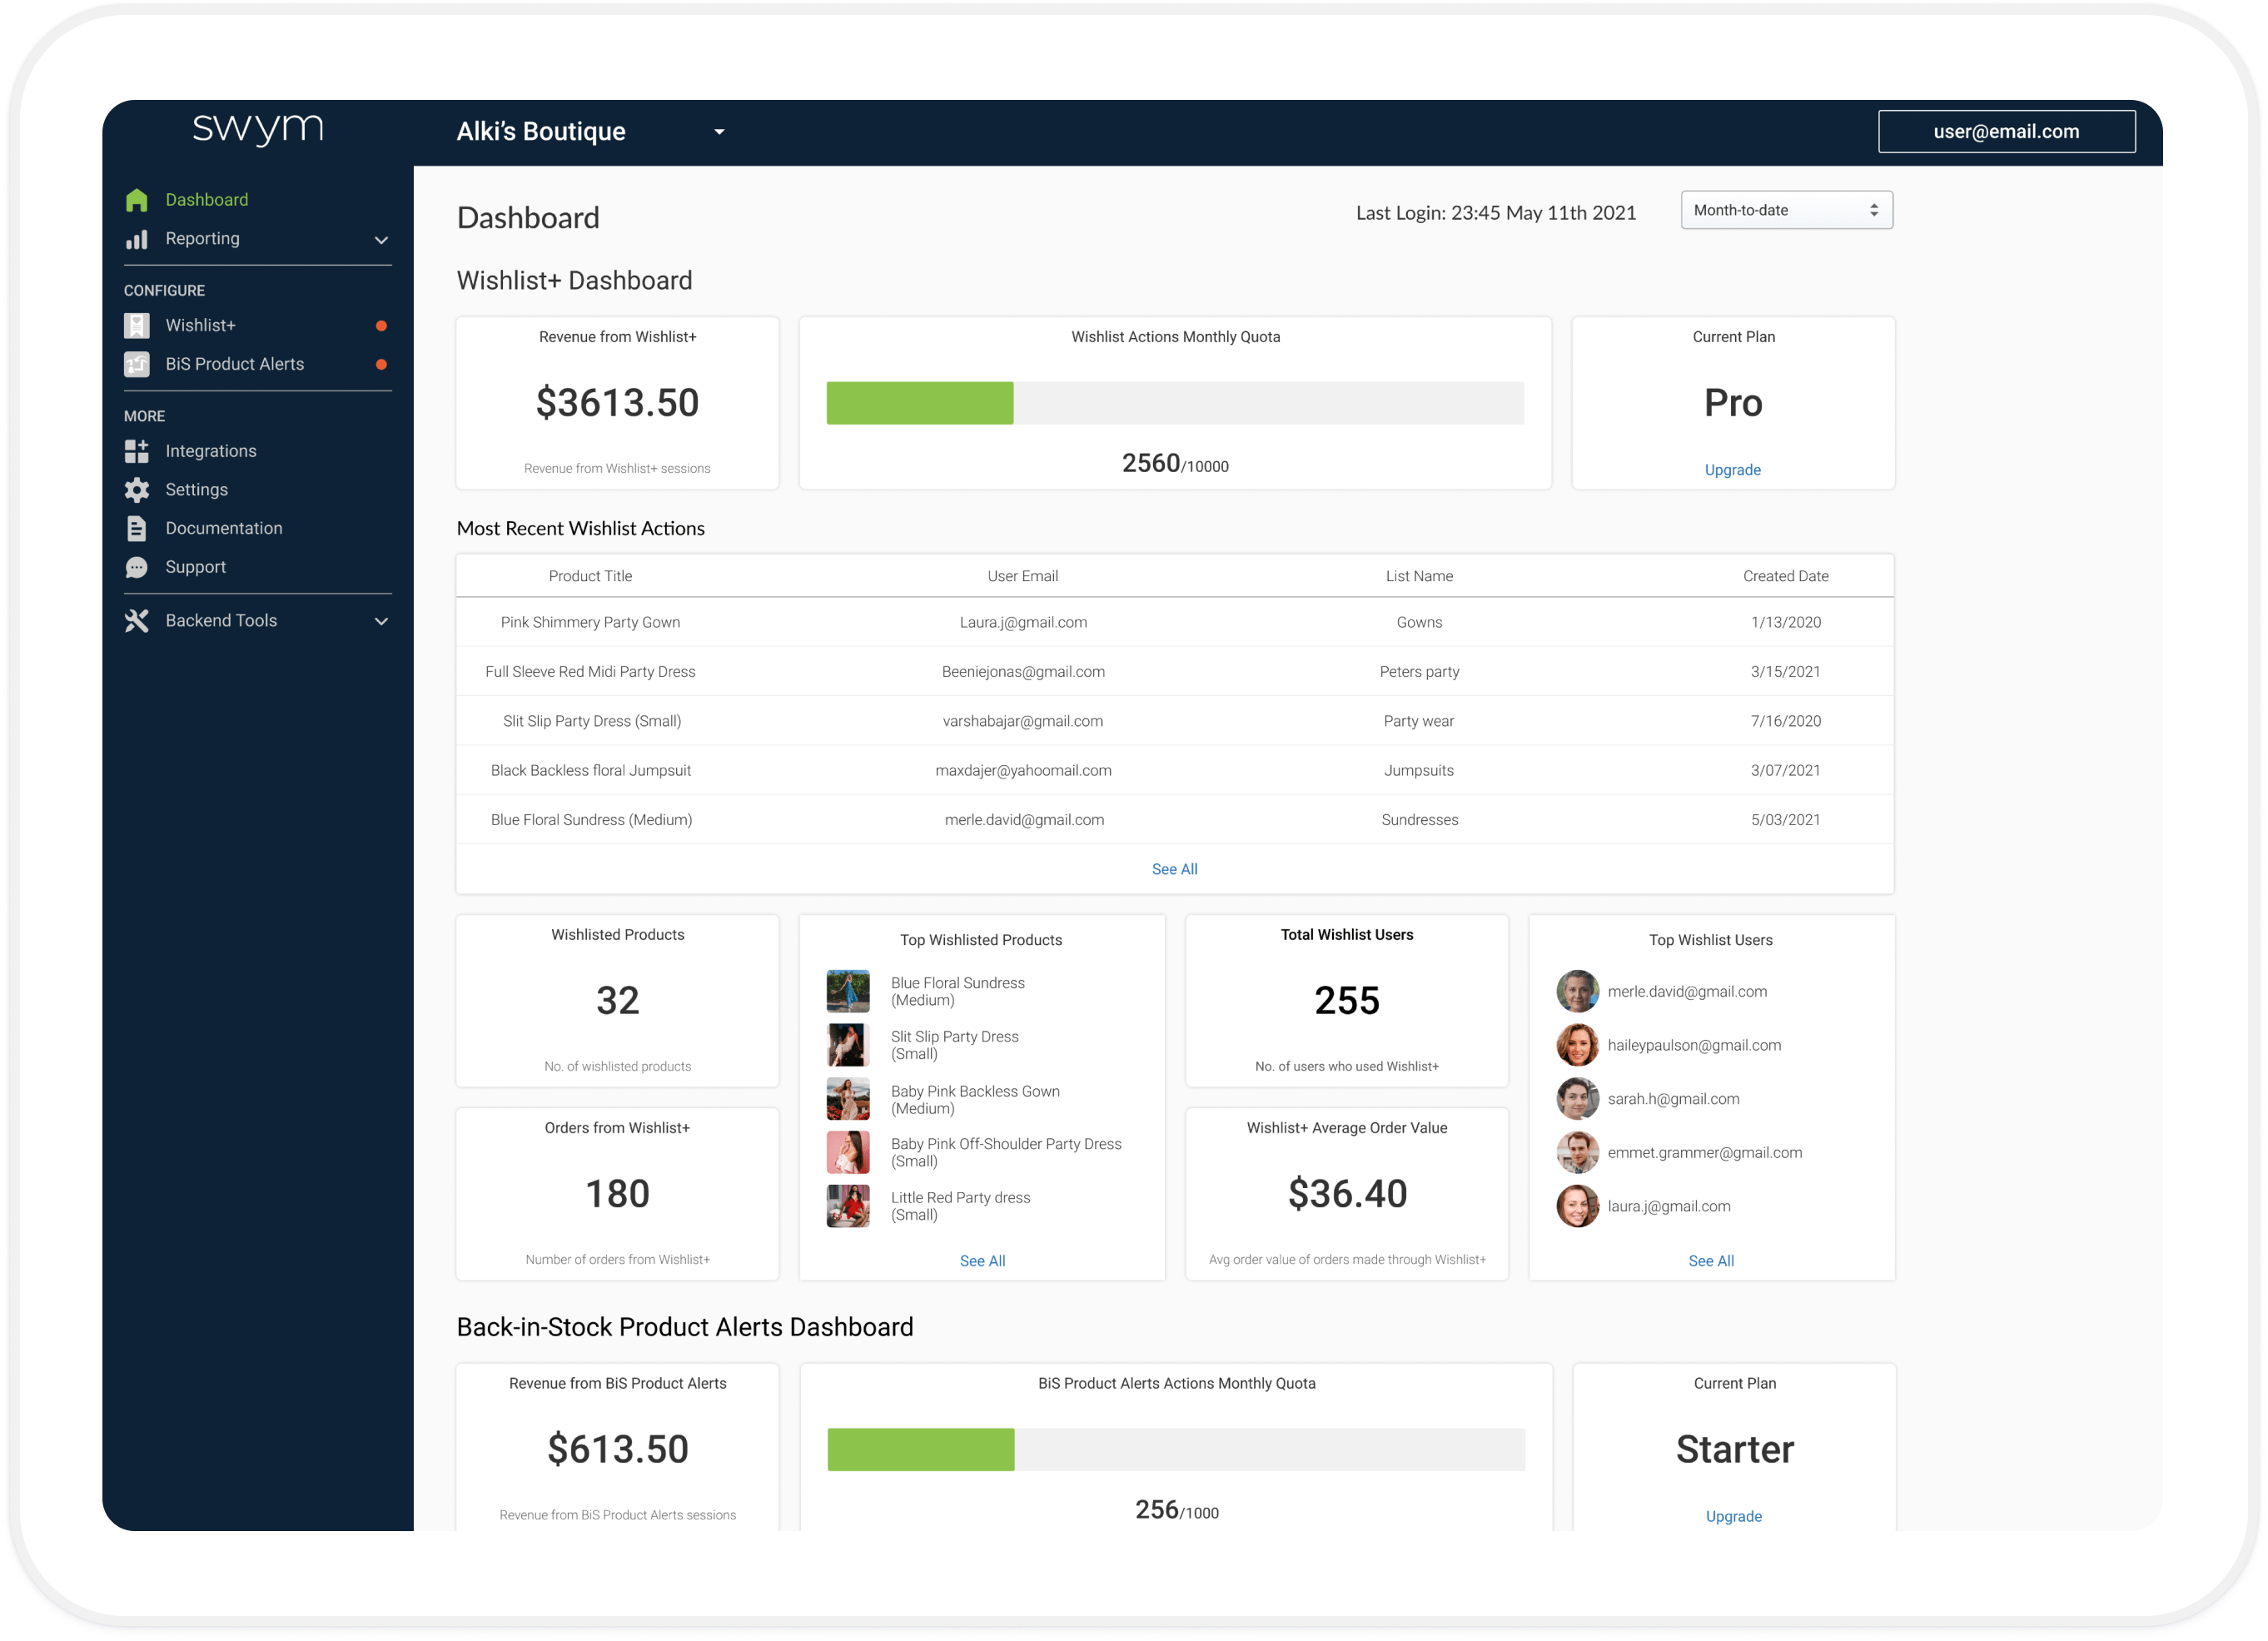 swym
Alki’s Boutique
user@email.com
Dashboard
Reporting
CONFIGURE
Wishlist+
BiS Product Alerts
MORE
Integrations
Settings
Documentation
Support
Backend Tools
Dashboard
Last Login: 23:45 May 11th 2021
Month-to-date
Wishlist+ Dashboard
Revenue from Wishlist+
$3613.50
Revenue from Wishlist+ sessions
Wishlist Actions Monthly Quota
2560/10000
Current Plan
Pro
Upgrade
Most Recent Wishlist Actions
Product Title User Email List Name Created Date
Pink Shimmery Party Gown Laura.j@gmail.com Gowns 1/13/2020
Full Sleeve Red Midi Party Dress Beeniejonas@gmail.com Peters party 3/15/2021
Slit Slip Party Dress (Small) varshabajar@gmail.com Party wear 7/16/2020
Black Backless floral Jumpsuit maxdajer@yahoomail.com Jumpsuits 3/07/2021
Blue Floral Sundress (Medium) merle.david@gmail.com Sundresses 5/03/2021
See All
Wishlisted Products
32
No. of wishlisted products
Orders from Wishlist+
180
Number of orders from Wishlist+
Top Wishlisted Products
Blue Floral Sundress
(Medium)
Slit Slip Party Dress
(Small)
Baby Pink Backless Gown
(Medium)
Baby Pink Off-Shoulder Party Dress
(Small)
Little Red Party dress
(Small)
See All
Total Wishlist Users
255
No. of users who used Wishlist+
Wishlist+ Average Order Value
$36.40
Avg order value of orders made through Wishlist+
Top Wishlist Users
merle.david@gmail.com
haileypaulson@gmail.com
sarah.h@gmail.com
emmet.grammer@gmail.com
laura.j@gmail.com
See All
Back-in-Stock Product Alerts Dashboard
Revenue from BiS Product Alerts
$613.50
Revenue from BiS Product Alerts sessions
BiS Product Alerts Actions Monthly Quota
256/1000
Current Plan
Starter
Upgrade